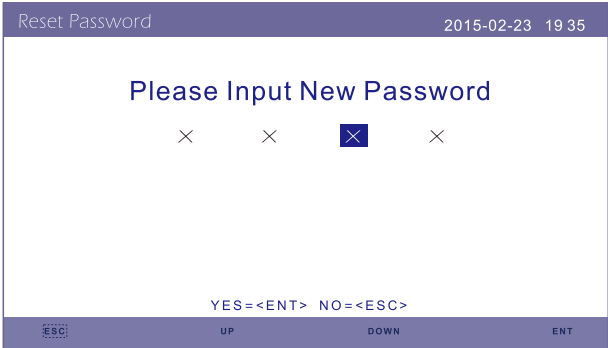 Reset Password 2015-02-23 19 35
Please Input New Password
× × × ×
YES=<ENT> NO=<ESC>
ESC UP DOWN ENT